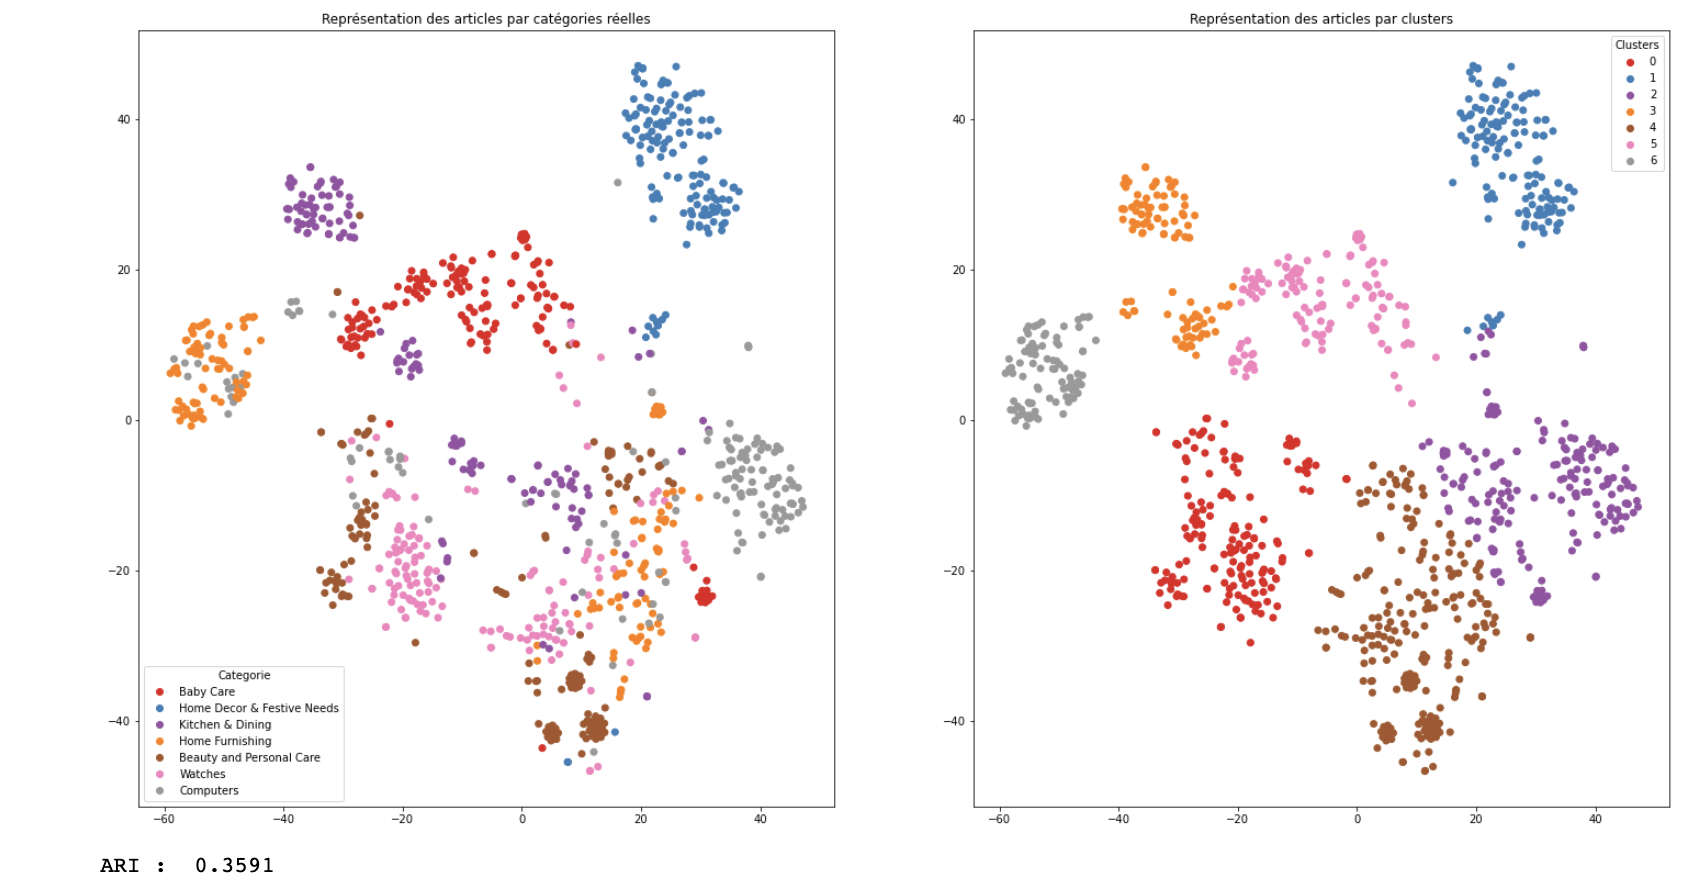 Représentation des articles par catégories réelles
40
20
0
−20
−40
−60
−40
−20
0
20
40
Categorie
Baby Care
Home Decor & Festive Needs
Kitchen & Dining
Home Furnishing
Beauty and Personal Care
Watches
Computers
Représentation des articles par clusters
40
20
0
−20
−40
−60
−40
−20
0
20
40
Clusters
0
1
2
3
4
5
6
ARI : 0.3591